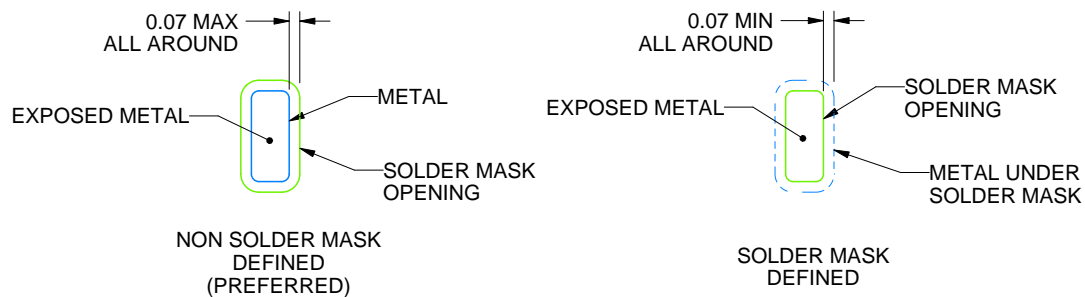 0.07 MAX
ALL AROUND
EXPOSED METAL
METAL
SOLDER MASK
OPENING
NON SOLDER MASK
DEFINED
(PREFERRED)
0.07 MIN
ALL AROUND
EXPOSED METAL
SOLDER MASK
OPENING
METAL UNDER
SOLDER MASK
SOLDER MASK
DEFINED